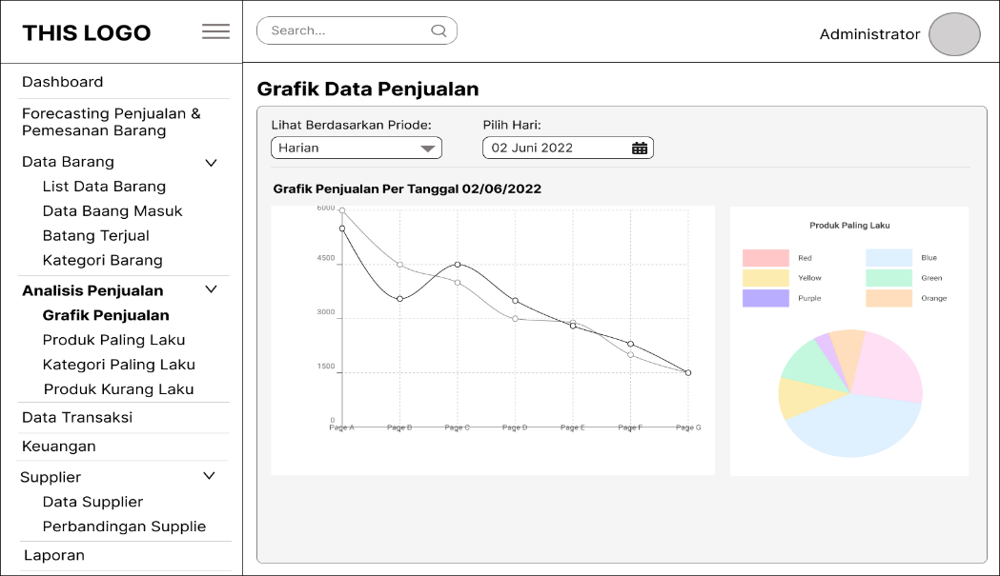 THIS LOGO
Search...
Administrator
Dashboard
Forecasting Penjualan &
Pemesanan Barang
Data Barang
List Data Barang
Data Baang Masuk
Batang Terjual
Kategori Barang
Analisis Penjualan
Grafik Penjualan
Produk Paling Laku
Kategori Paling Laku
Produk Kurang Laku
Data Transaksi
Keuangan
Supplier
Data Supplier
Perbandingan Supplie
Laporan
Grafik Data Penjualan
Lihat Berdasarkan Priode:
Harian
Pilih Hari:
02 Juni 2022
Grafik Penjualan Per Tanggal 02/06/2022
6000
4500
3000
1500
0
Page A Page B Page C Page D Page E Page F Page G
Produk Paling Laku
Red Blue
Yellow Green
Purple Orange